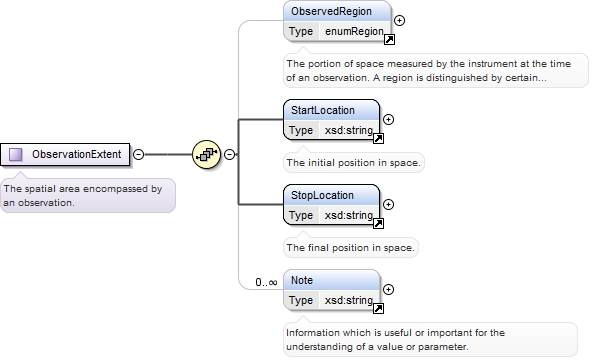 ObservedRegion
Type enumRegion
The portion of space measured by the instrument at the time
of an observation. A region is distinguished by certain...
StartLocation
Type xsd:string
The initial position in space.
ObservationExtent
The spatial area encompassed by
an observation.
StopLocation
Type xsd:string
The final position in space.
0..∞
Note
Type xsd:string
Information which is useful or important for the
understanding of a value or parameter.